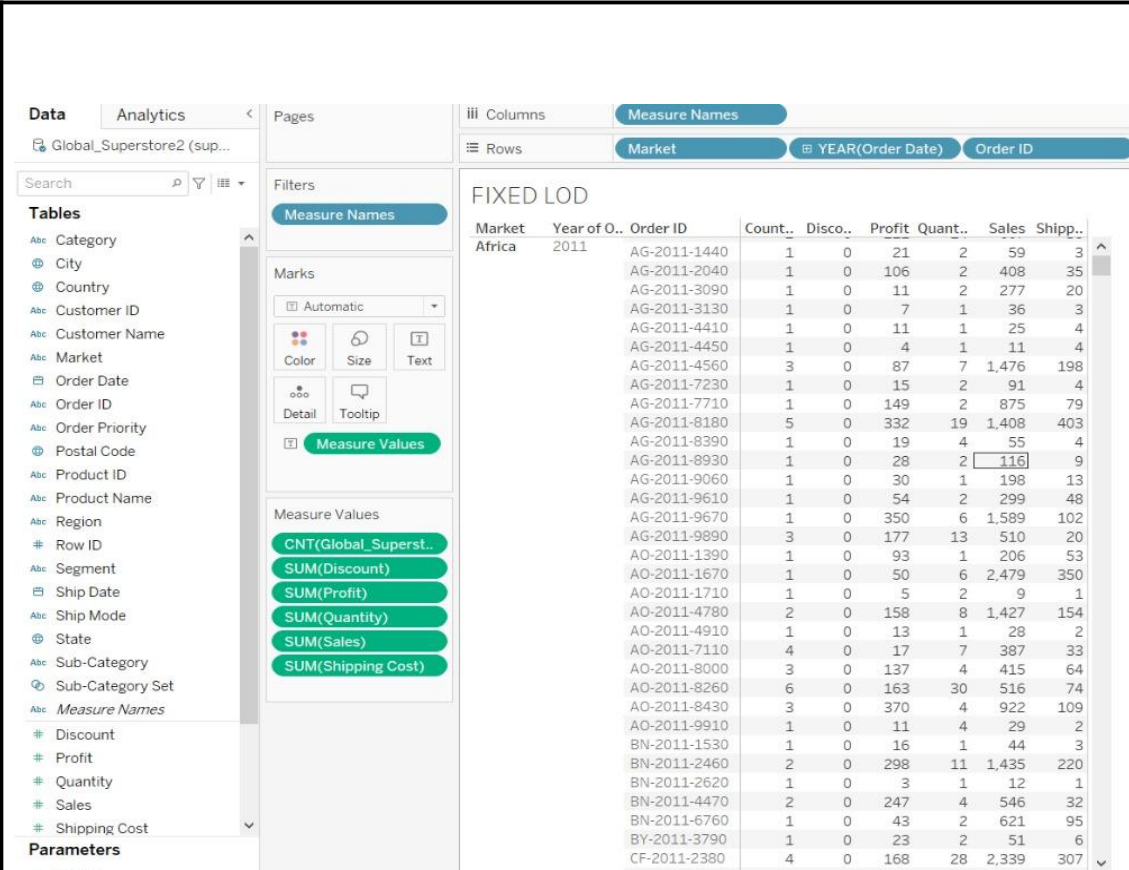 Data Analytics <
Global_Superstore2 (sup...
Search
Tables
Abc Category
City
Country
Abc Customer ID
Abc Customer Name
Abc Market
Order Date
Abc Order ID
Abc Order Priority
Postal Code
Abc Product ID
Abc Product Name
Abc Region
# Row ID
Abc Segment
Ship Date
Abc Ship Mode
State
Abc Sub-Category
Sub-Category Set
Abc Measure Names
# Discount
# Profit
# Quantity
# Sales
# Shipping Cost
Parameters
Pages
Filters
Measure Names
Marks
T Automatic
Color Size Text
Detail Tooltip
Measure Values
Measure Values
CNT(Global_Superst..
SUM(Discount)
SUM(Profit)
SUM(Quantity)
SUM(Sales)
SUM(Shipping Cost)
iii Columns Measure Names
Rows Market YEAR(Order Date) Order ID
FIXED LOD
Market Year of O.. Order ID Count.. Disco.. Profit Quant.. Sales Shipp..
Africa 2011
AG-2011-1440 1 0 21 2 59 3
AG-2011-2040 1 0 106 2 408 35
AG-2011-3090 1 0 11 2 277 20
AG-2011-3130 1 0 7 1 36 3
AG-2011-4410 1 0 11 1 25 4
AG-2011-4450 1 0 4 1 11 4
AG-2011-4560 3 0 87 7 1,476 198
AG-2011-7230 1 0 15 2 91 4
AG-2011-7710 1 0 149 2 875 79
AG-2011-8180 5 0 332 19 1,408 403
AG-2011-8390 1 0 19 4 55 4
AG-2011-8930 1 0 28 2 116 9
AG-2011-9060 1 0 30 1 198 13
AG-2011-9610 1 0 54 2 299 48
AG-2011-9670 1 0 350 6 1,589 102
AG-2011-9890 3 0 177 13 510 20
AO-2011-1390 1 0 93 1 206 53
AO-2011-1670 1 0 50 6 2,479 350
AO-2011-1710 1 0 5 2 9 1
AO-2011-4780 2 0 158 8 1,427 154
AO-2011-4910 1 0 13 1 28 2
AO-2011-7110 4 0 17 7 387 33
AO-2011-8000 3 0 137 4 415 64
AO-2011-8260 6 0 163 30 516 74
AO-2011-8430 3 0 370 4 922 109
AO-2011-9910 1 0 11 4 29 2
BN-2011-1530 1 0 16 1 44 3
BN-2011-2460 2 0 298 11 1,435 220
BN-2011-2620 1 0 3 1 12 1
BN-2011-4470 2 0 247 4 546 32
BN-2011-6760 1 0 43 2 621 95
BY-2011-3790 1 0 23 2 51 6
CF-2011-2380 4 0 168 28 2,339 307